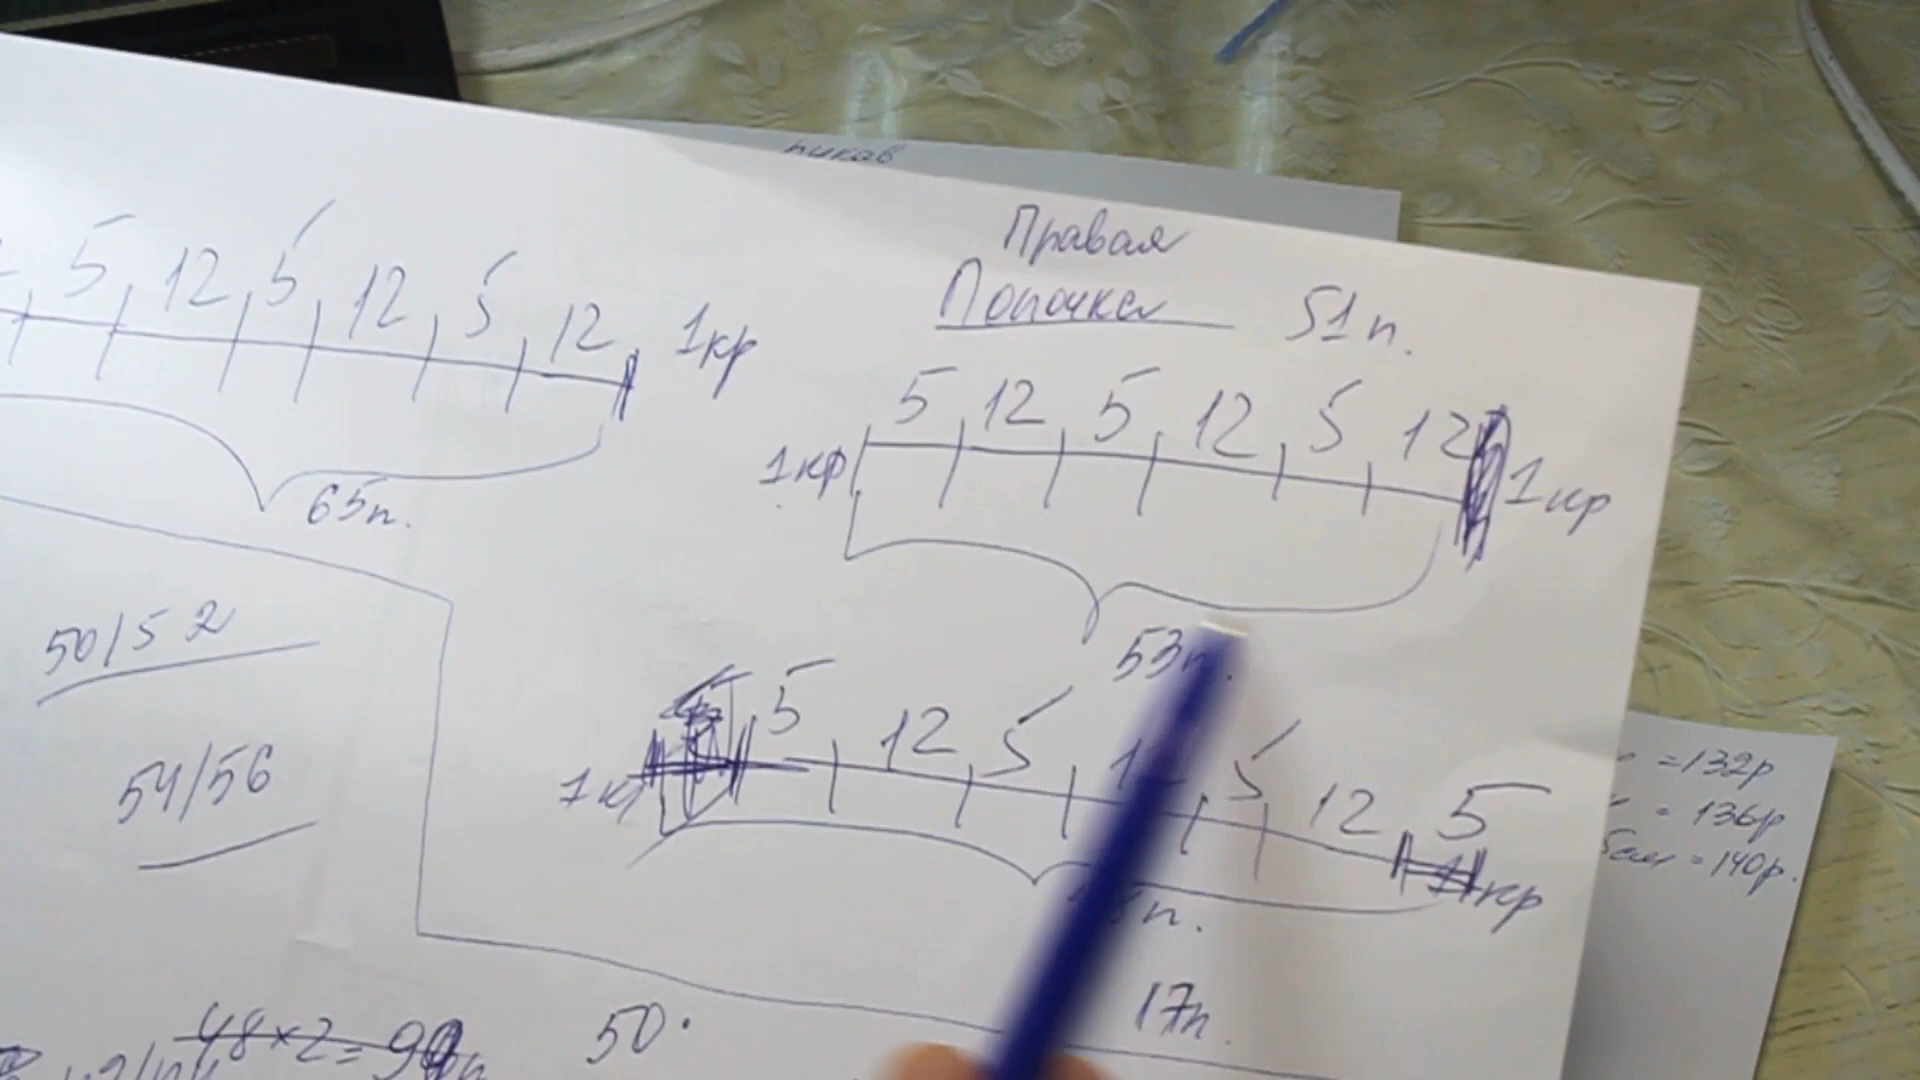 5 12 5 12 5 12 1кр
65п.
50/52
54/56
Правая
Полочка 51п.
5 12 5 12 5 12
1кр 1кр
53п.
5 12 5 12 5 12 5
1кр 1кр
17п.
48×2=
50.
=132р
= 136р
=140р.